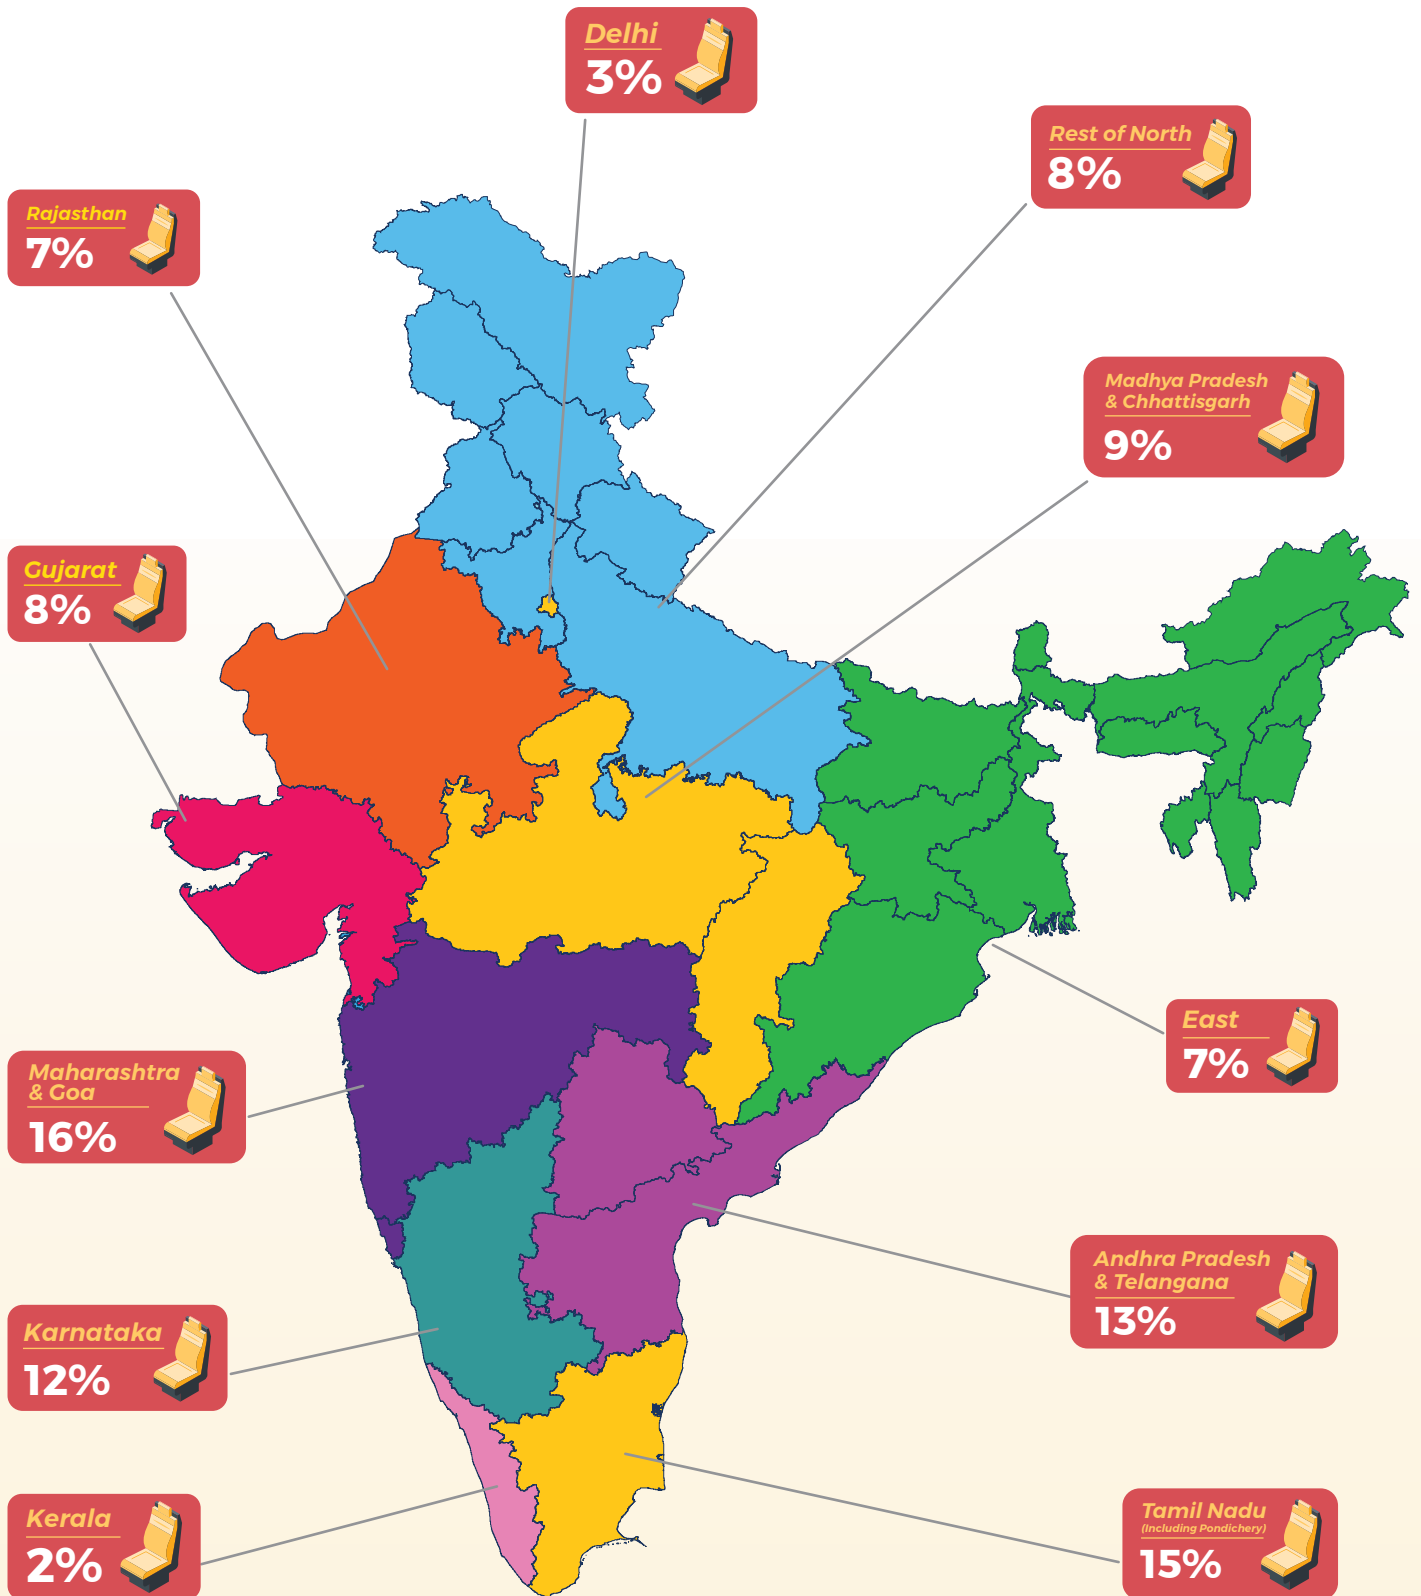 Delhi
3%
Rest of North
8%
Rajasthan
7%
Madhya Pradesh
& Chhattisgarh
9%
Gujarat
8%
East
7%
Maharashtra
& Goa
16%
Andhra Pradesh
& Telangana
13%
Karnataka
12%
Tamil Nadu
(Including Pondichery)
15%
Kerala
2%